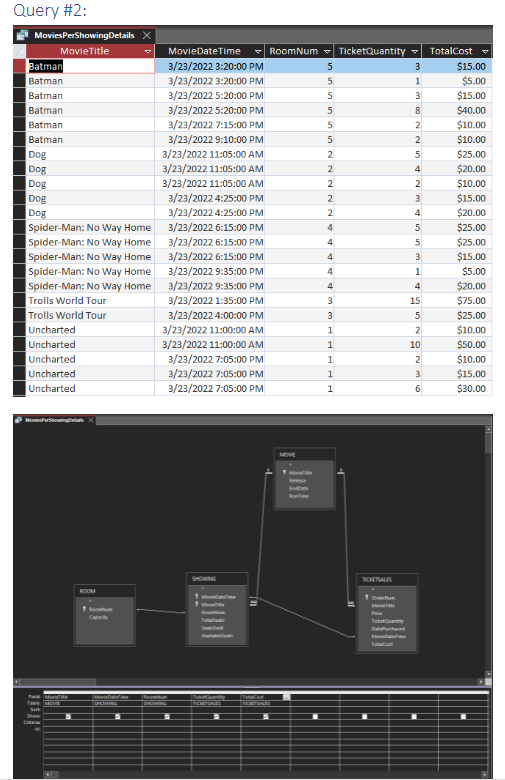 Query #2:
MoviesPerShowingDetails
MovieTitle MovieDateTime RoomNum TicketQuantity TotalCost
Batman 3/23/2022 3:20:00 PM 5 3 $15.00
Batman 3/23/2022 3:20:00 PM 5 1 $5.00
Batman 3/23/2022 5:20:00 PM 5 3 $15.00
Batman 3/23/2022 5:20:00 PM 5 8 $40.00
Batman 3/23/2022 7:15:00 PM 5 2 $10.00
Batman 3/23/2022 9:10:00 PM 5 2 $10.00
Dog 3/23/2022 11:05:00 AM 2 5 $25.00
Dog 3/23/2022 11:05:00 AM 2 4 $20.00
Dog 3/23/2022 11:05:00 AM 2 2 $10.00
Dog 3/23/2022 4:25:00 PM 2 3 $15.00
Dog 3/23/2022 4:25:00 PM 2 4 $20.00
Spider-Man: No Way Home 3/23/2022 6:15:00 PM 4 5 $25.00
Spider-Man: No Way Home 3/23/2022 6:15:00 PM 4 5 $25.00
Spider-Man: No Way Home 3/23/2022 6:15:00 PM 4 3 $15.00
Spider-Man: No Way Home 3/23/2022 9:35:00 PM 4 1 $5.00
Spider-Man: No Way Home 3/23/2022 9:35:00 PM 4 4 $20.00
Trolls World Tour 3/23/2022 1:35:00 PM 3 15 $75.00
Trolls World Tour 3/23/2022 4:00:00 PM 3 5 $25.00
Uncharted 3/23/2022 11:00:00 AM 1 2 $10.00
Uncharted 3/23/2022 11:00:00 AM 1 10 $50.00
Uncharted 3/23/2022 7:05:00 PM 1 2 $10.00
Uncharted 3/23/2022 7:05:00 PM 1 3 $15.00
Uncharted 3/23/2022 7:05:00 PM 1 6 $30.00
MoviesPerShowingDetails
MOVIE
*
MovieTitle
Release
EndDate
RunTime
ROOM
*
RoomNum
Capacity
SHOWING
*
MovieDateTime
MovieTitle
RoomNum
TotalSeats
SeatsSold
AvailableSeats
TICKETSALES
*
OrderNum
MovieTitle
Price
TicketQuantity
DatePurchased
MovieDateTime
TotalCost
Field: MovieTitle MovieDateTime RoomNum TicketQuantity TotalCost
Table: MOVIE SHOWING SHOWING TICKETSALES TICKETSALES
Sort:
Show:
Criteria:
or: